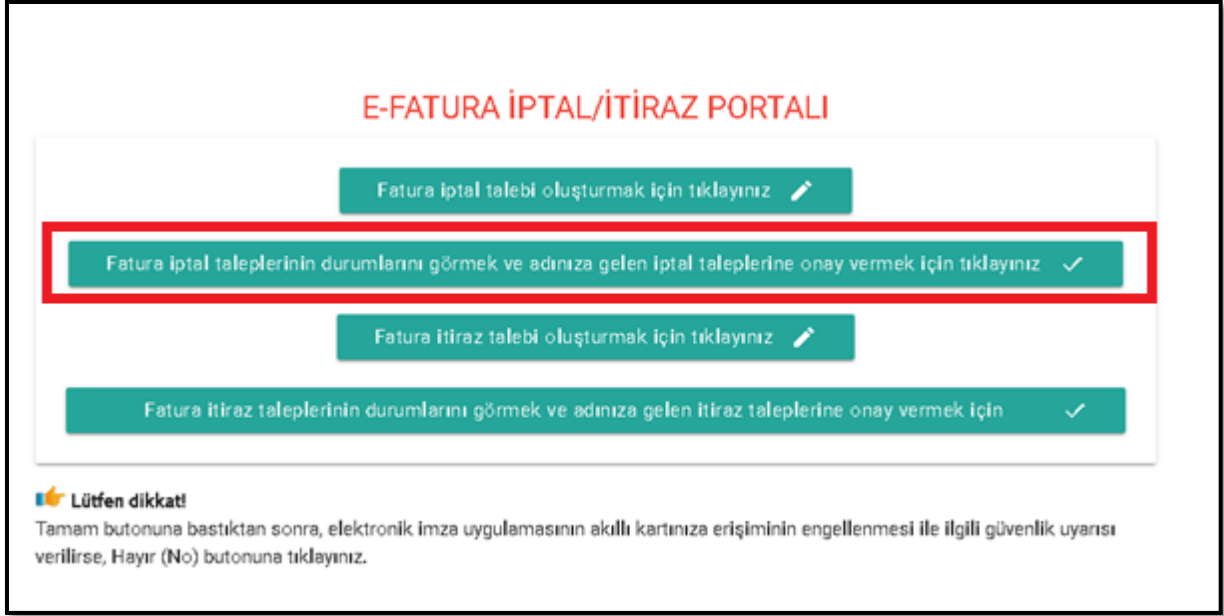 E-FATURA İPTAL/İTİRAZ PORTALI
Fatura iptal talebi oluşturmak için tıklayınız
Fatura iptal taleplerinin durumlarını görmek ve adınıza gelen iptal taleplerine onay vermek için tıklayınız
Fatura itiraz talebi oluşturmak için tıklayınız
Fatura itiraz taleplerinin durumlarını görmek ve adınıza gelen itiraz taleplerine onay vermek için
Lütfen dikkat!
Tamam butonuna bastıktan sonra, elektronik imza uygulamasının akıllı kartınıza erişiminin engellenmesi ile ilgili güvenlik uyarısı
verilirse, Hayır (No) butonuna tıklayınız.